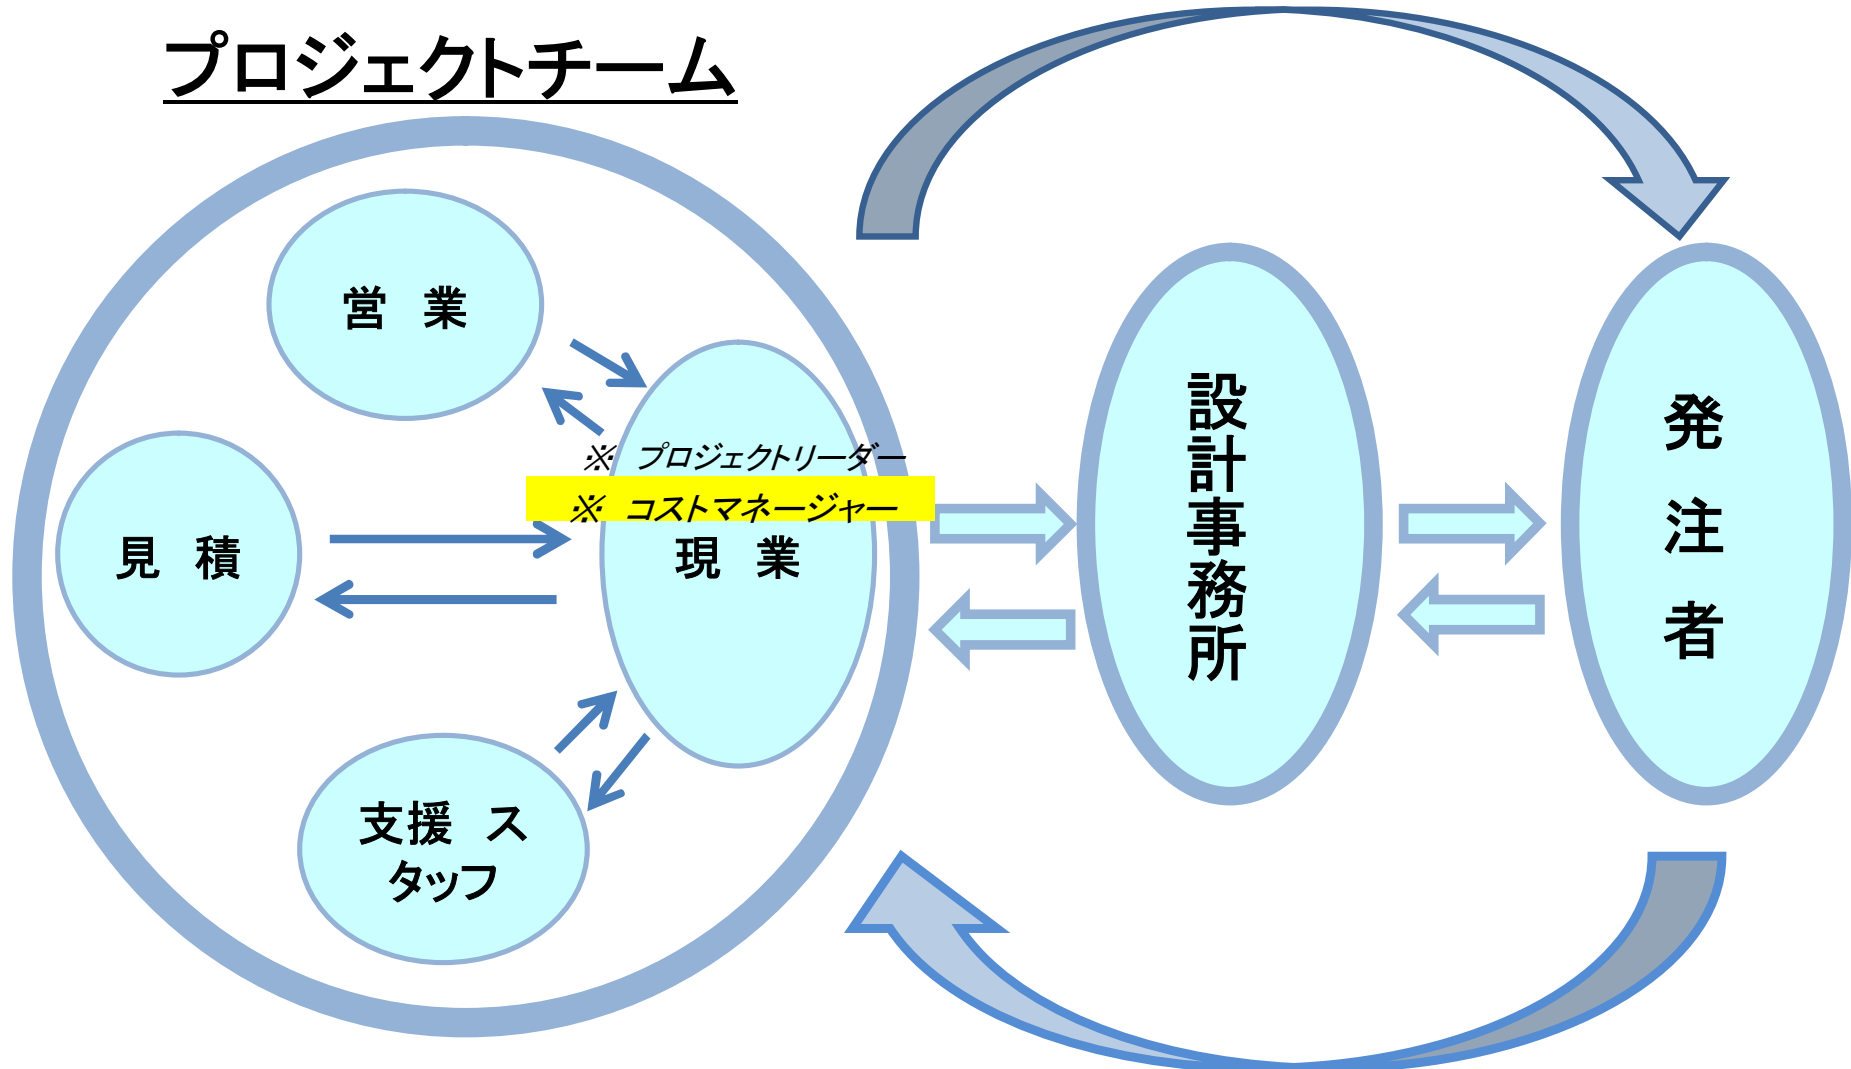 プロジェクトチーム
営　業
※　プロジェクトリーダー
※　コストマネージャー
見　積
現　業
支援　ス
タッフ
設計事務所
発注者